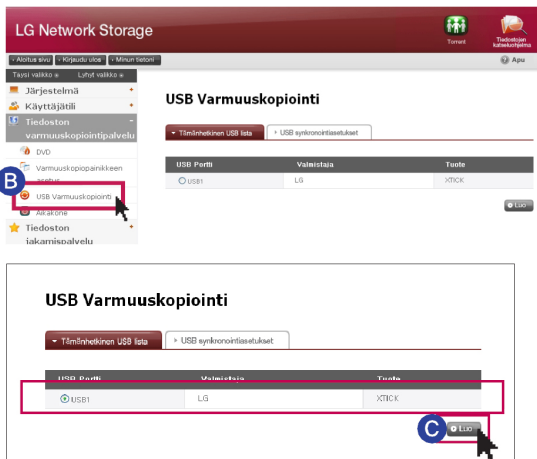 LG Network Storage
Torrent
Tiedostojen
katseluohjelma
Aloitus sivu Kirjaudu ulos Minun tietoni
Apu
Täysi valikko Lyhyt valikko
Järjestelmä
Käyttäjätili
Tiedoston
varmuuskopiointipalvelu
DVD
Varmuuskopiopainikkeen
asetus
B
USB Varmuuskopiointi
Aikakone
Tiedoston
jakamispalvelu
USB Varmuuskopiointi
Tämänhetkinen USB lista USB synkronointiasetukset
USB Portti Valmistaja Tuote
USB1 LG XTICK
Luo
USB Varmuuskopiointi
Tämänhetkinen USB lista USB synkronointiasetukset
USB Portti Valmistaja Tuote
USB1 LG XTICK
C Luo